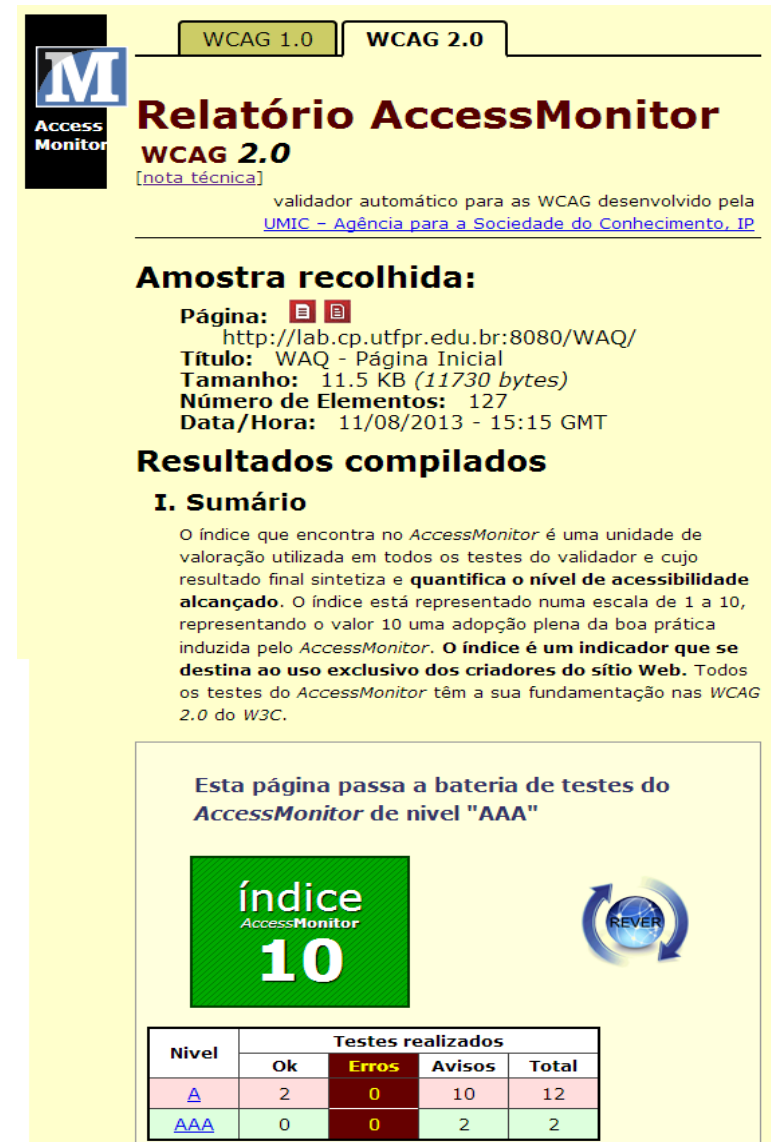 WCAG 1.0
WCAG 2.0
M
Access
Monitor
Relatório AccessMonitor
WCAG 2.0
[nota técnica]
validador automático para as WCAG desenvolvido pela
UMIC – Agência para a Sociedade do Conhecimento, IP
Amostra recolhida:
Página:
http://lab.cp.utfpr.edu.br:8080/WAQ/
Título: WAQ - Página Inicial
Tamanho: 11.5 KB (11730 bytes)
Número de Elementos: 127
Data/Hora: 11/08/2013 - 15:15 GMT
Resultados compilados
I. Sumário
O índice que encontra no AccessMonitor é uma unidade de
valoração utilizada em todos os testes do validador e cujo
resultado final sintetiza e quantifica o nível de acessibilidade
alcançado. O índice está representado numa escala de 1 a 10,
representando o valor 10 uma adopção plena da boa prática
induzida pelo AccessMonitor. O índice é um indicador que se
destina ao uso exclusivo dos criadores do sítio Web. Todos
os testes do AccessMonitor têm a sua fundamentação nas WCAG
2.0 do W3C.
Esta página passa a bateria de testes do
AccessMonitor de nivel "AAA"
índice
AccessMonitor
10
REVER
Nivel Testes realizados
Ok Erros Avisos Total
A 2 0 10 12
AAA 0 0 2 2